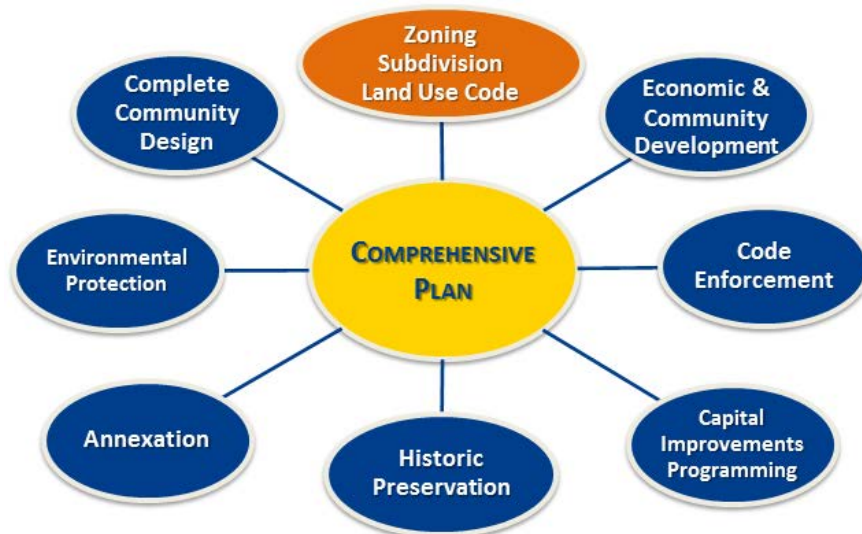 Zoning
Subdivision
Land Use Code
Complete
Community
Design
Economic &
Community
Development
Environmental
Protection
COMPREHENSIVE
PLAN
Code
Enforcement
Annexation
Historic
Preservation
Capital
Improvements
Programming